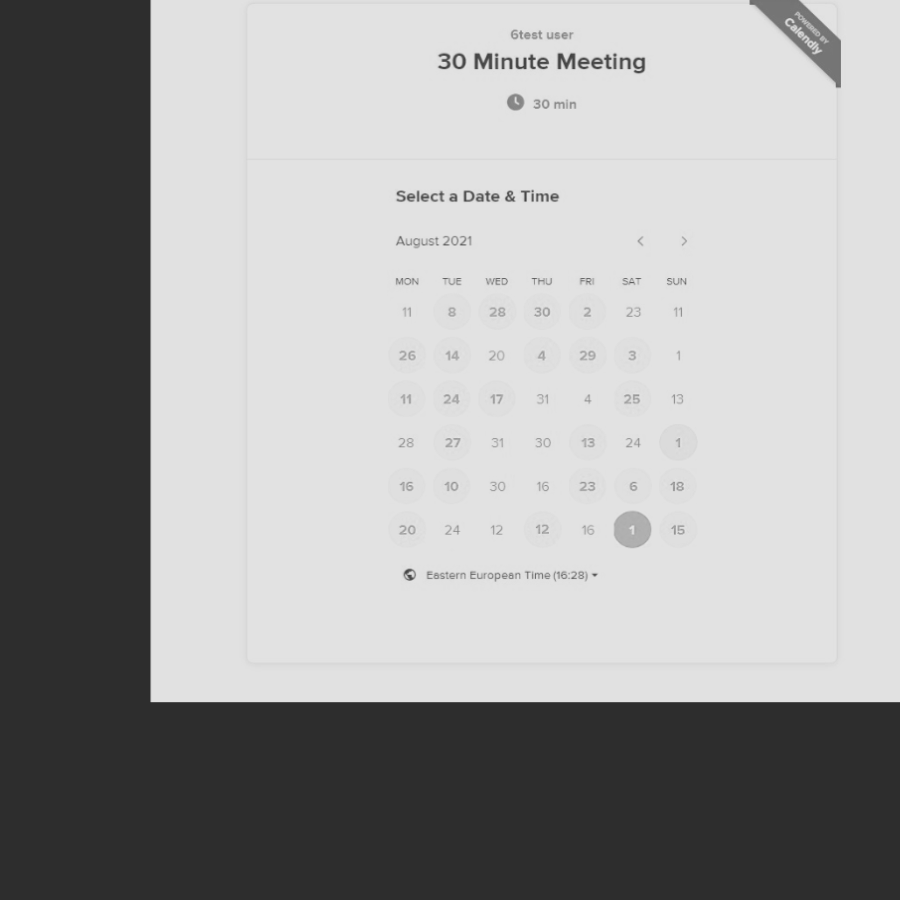 POWERED BY
Calendly
6test user
30 Minute Meeting
30 min
Select a Date & Time
August 2021
MON TUE WED THU FRI SAT SUN
11 8 28 30 2 23 11
26 14 20 4 29 3 1
11 24 17 31 4 25 13
28 27 31 30 13 24 1
16 10 30 16 23 6 18
20 24 12 12 16 1 15
Eastern European Time (16:28)